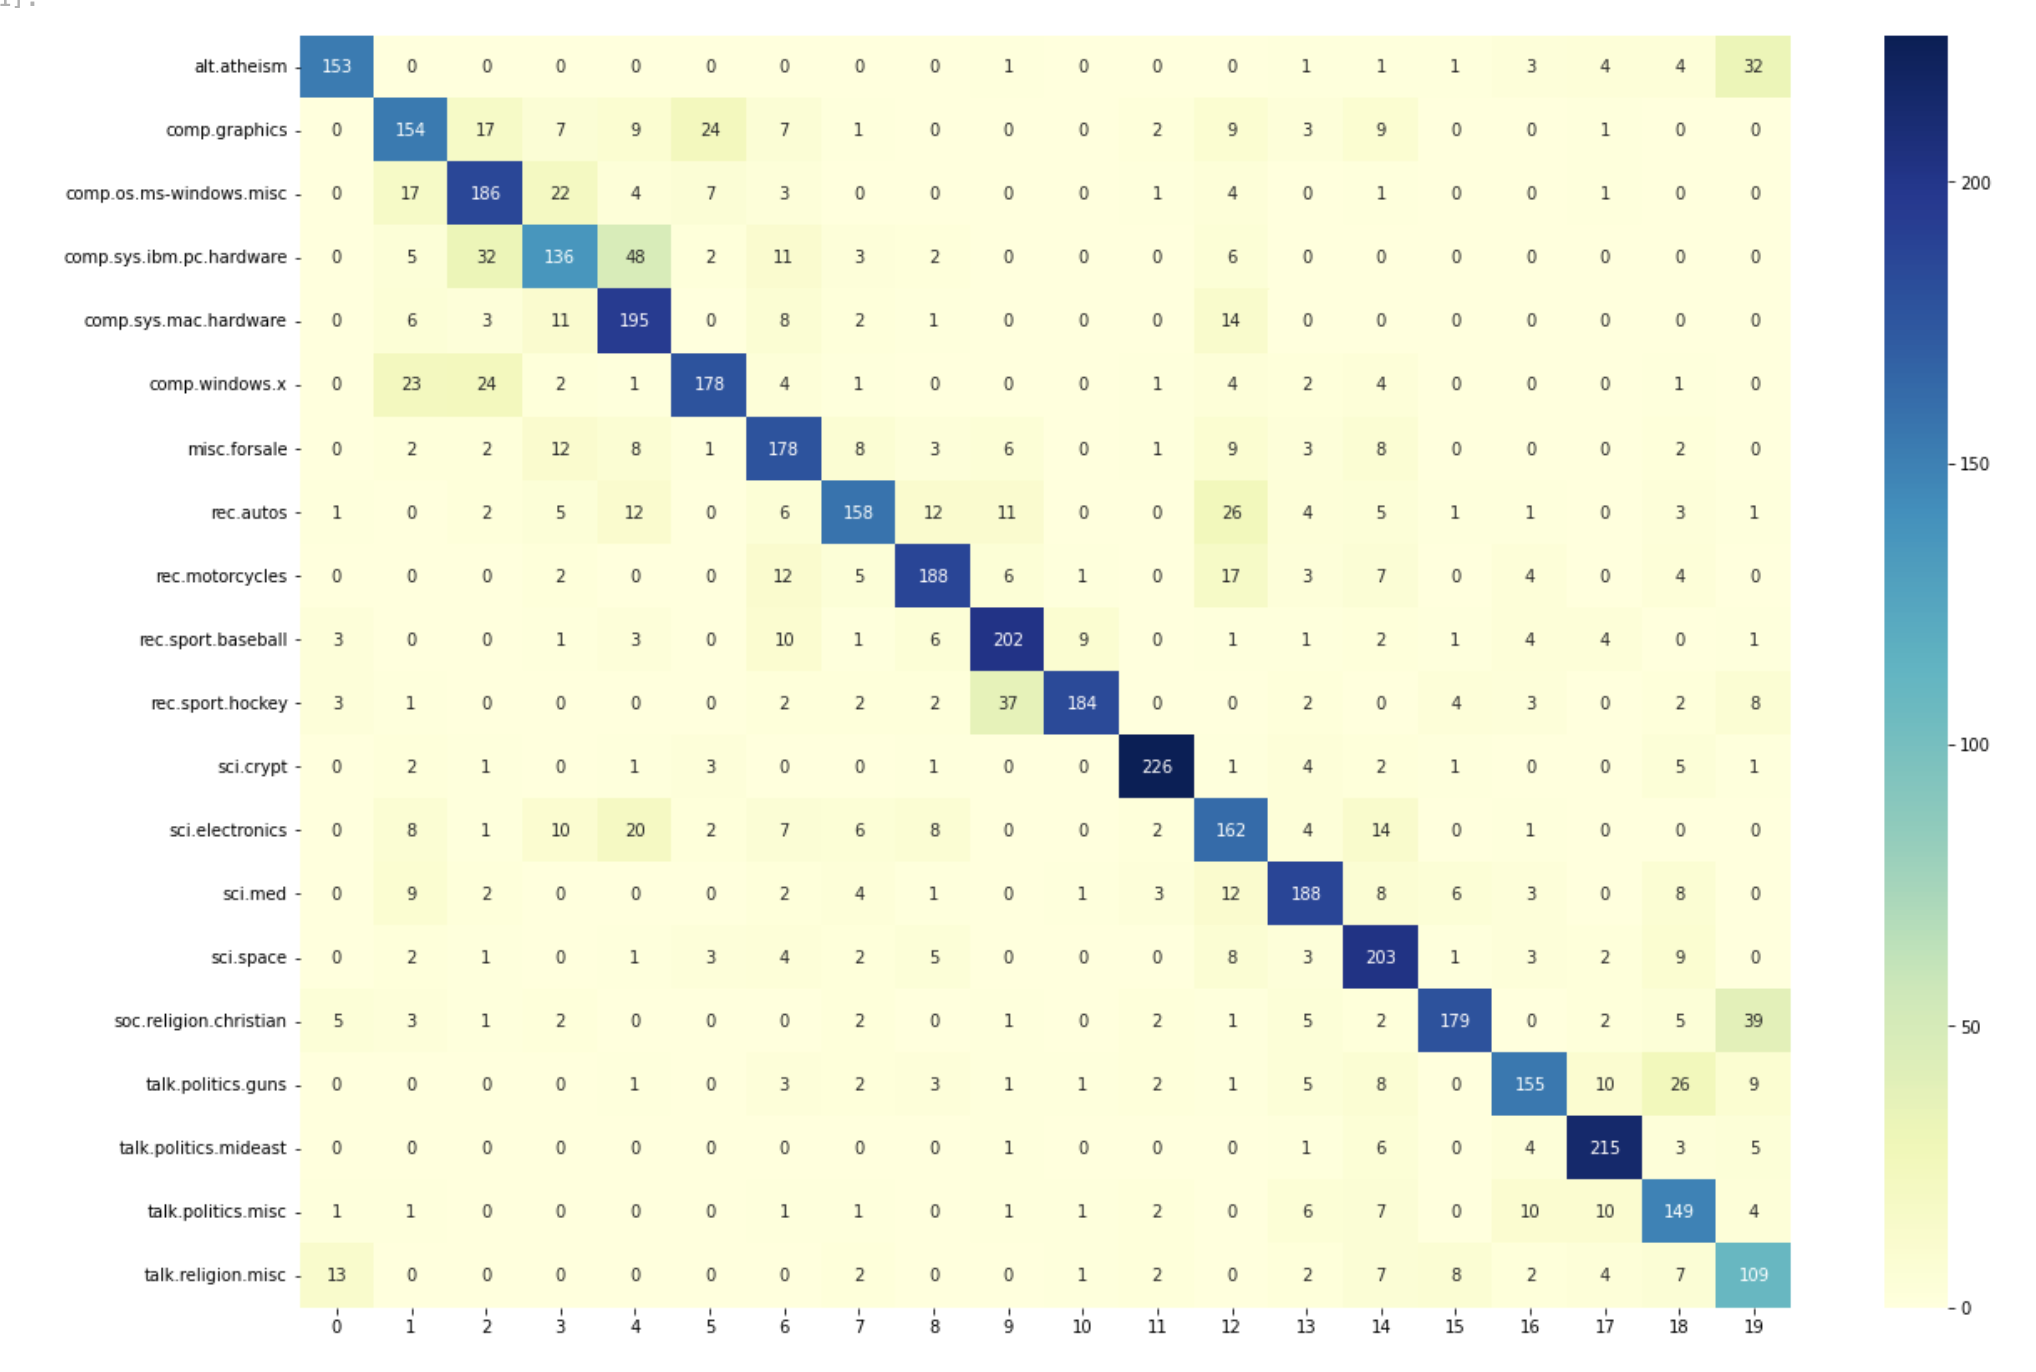 1]:
alt.atheism 153 0 0 0 0 0 0 0 0 1 0 0 0 1 1 1 3 4 4 32
comp.graphics 0 154 17 7 9 24 7 1 0 0 0 2 9 3 9 0 0 1 0 0
comp.os.ms-windows.misc 0 17 186 22 4 7 3 0 0 0 0 1 4 0 1 0 0 1 0 0
200
comp.sys.ibm.pc.hardware 0 5 32 136 48 2 11 3 2 0 0 0 6 0 0 0 0 0 0 0
comp.sys.mac.hardware 0 6 3 11 195 0 8 2 1 0 0 0 14 0 0 0 0 0 0 0
comp.windows.x 0 23 24 2 1 178 4 1 0 0 0 1 4 2 4 0 0 0 1 0
misc.forsale 0 2 2 12 8 1 178 8 3 6 0 1 9 3 8 0 0 0 2 0
150
rec.autos 1 0 2 5 12 0 6 158 12 11 0 0 26 4 5 1 1 0 3 1
rec.motorcycles 0 0 0 2 0 0 12 5 188 6 1 0 17 3 7 0 4 0 4 0
rec.sport.baseball 3 0 0 1 3 0 10 1 6 202 9 0 1 1 2 1 4 4 0 1
rec.sport.hockey 3 1 0 0 0 0 2 2 2 37 184 0 0 2 0 4 3 0 2 8
100
sci.crypt 0 2 1 0 1 3 0 0 1 0 0 226 1 4 2 1 0 0 5 1
sci.electronics 0 8 1 10 20 2 7 6 8 0 0 2 162 4 14 0 1 0 0 0
sci.med 0 9 2 0 0 0 2 4 1 0 1 3 12 188 8 6 3 0 8 0
sci.space 0 2 1 0 1 3 4 2 5 0 0 0 8 3 203 1 3 2 9 0
soc.religion.christian 5 3 1 2 0 0 0 2 0 1 0 2 1 5 2 179 0 2 5 39
50
talk.politics.guns 0 0 0 0 1 0 3 2 3 1 1 2 1 5 8 0 155 10 26 9
talk.politics.mideast 0 0 0 0 0 0 0 0 0 1 0 0 0 1 6 0 4 215 3 5
talk.politics.misc 1 1 0 0 0 0 1 1 0 1 1 2 0 6 7 0 10 10 149 4
talk.religion.misc 13 0 0 0 0 0 0 2 0 0 1 2 0 2 7 8 2 4 7 109
0
0 1 2 3 4 5 6 7 8 9 10 11 12 13 14 15 16 17 18 19